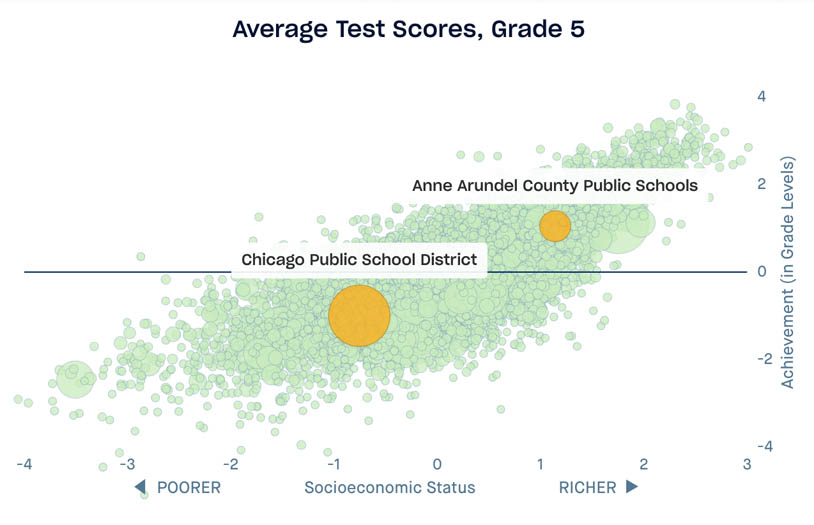 Average Test Scores, Grade 5
4
Anne Arundel County Public Schools
2
Chicago Public School District
0
-2
-4
Achievement (in Grade Levels)
-4 -3 -2 -1 0 1 2 3
◀ POORER Socioeconomic Status RICHER ▶